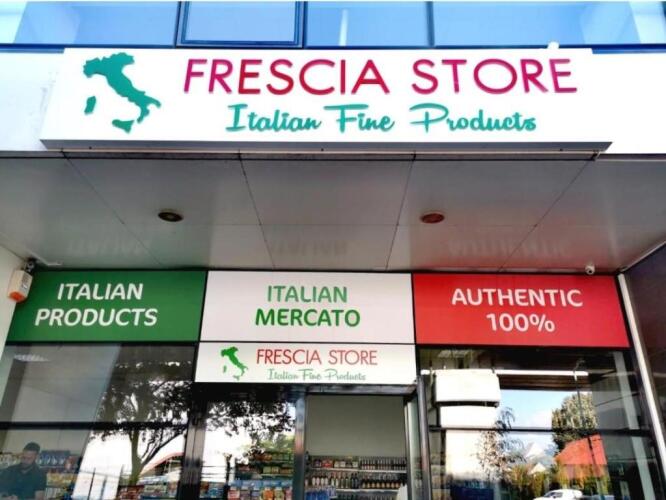 FRESCIA STORE
Italian Fine Products
ITALIAN
PRODUCTS
ITALIAN
MERCATO
AUTHENTIC
100%
FRESCIA STORE
Italian Fine Products